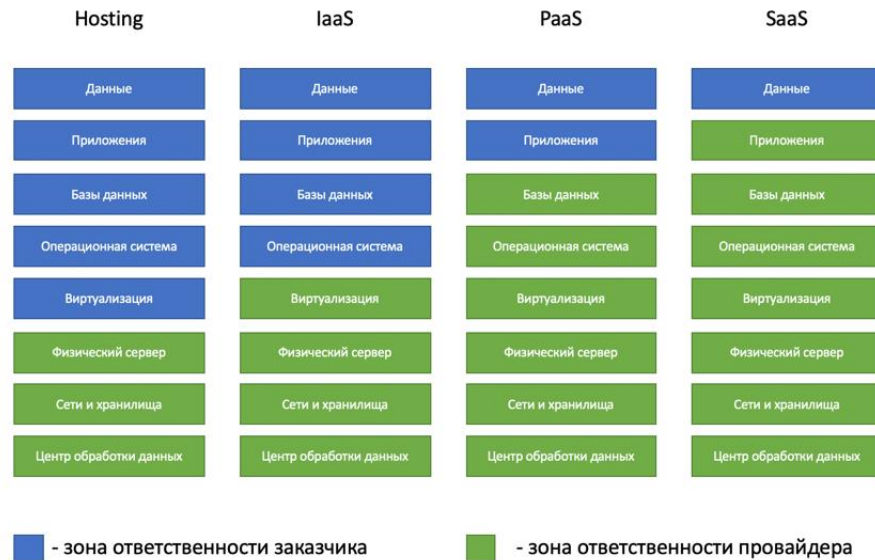 Hosting IaaS PaaS SaaS
Данные Данные Данные Данные
Приложения Приложения Приложения Приложения
Базы данных Базы данных Базы данных Базы данных
Операционная система Операционная система Операционная система Операционная система
Виртуализация Виртуализация Виртуализация Виртуализация
Физический сервер Физический сервер Физический сервер Физический сервер
Сети и хранилища Сети и хранилища Сети и хранилища Сети и хранилища
Центр обработки данных Центр обработки данных Центр обработки данных Центр обработки данных
- зона ответственности заказчика - зона ответственности провайдера